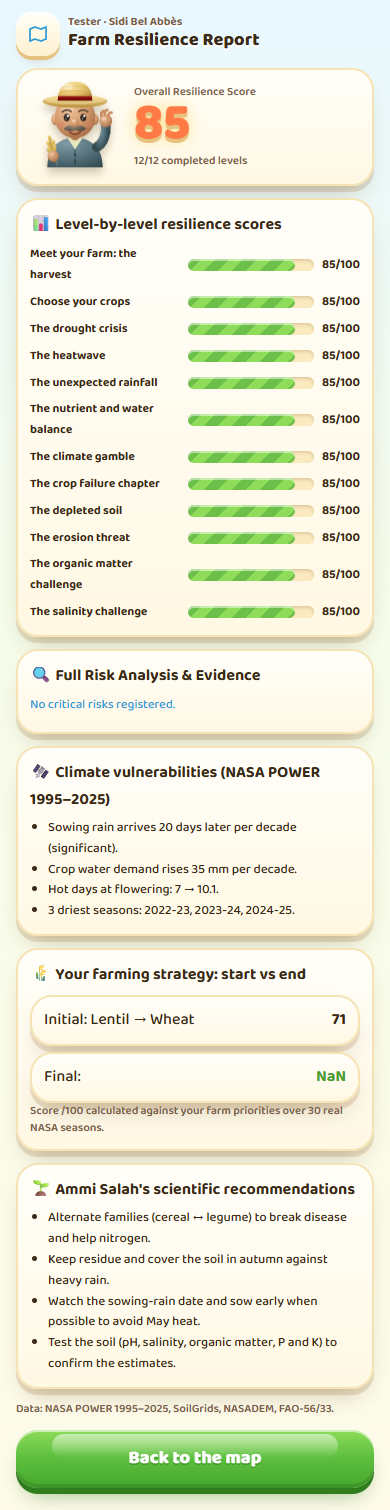 Tester · Sidi Bel Abbès
Farm Resilience Report
Overall Resilience Score
85
12/12 completed levels
Level-by-level resilience scores
Meet your farm: the
harvest
85/100
Choose your crops
85/100
The drought crisis
85/100
The heatwave
85/100
The unexpected rainfall
85/100
The nutrient and water
balance
85/100
The climate gamble
85/100
The crop failure chapter
85/100
The depleted soil
85/100
The erosion threat
85/100
The organic matter
challenge
85/100
The salinity challenge
85/100
Full Risk Analysis & Evidence
No critical risks registered.
Climate vulnerabilities (NASA POWER
1995–2025)
• Sowing rain arrives 20 days later per decade
(significant).
• Crop water demand rises 35 mm per decade.
• Hot days at flowering: 7 → 10.1.
• 3 driest seasons: 2022-23, 2023-24, 2024-25.
Your farming strategy: start vs end
Initial: Lentil → Wheat 71
Final: NaN
Score /100 calculated against your farm priorities over 30 real
NASA seasons.
Ammi Salah's scientific recommendations
• Alternate families (cereal ↔ legume) to break disease
and help nitrogen.
• Keep residue and cover the soil in autumn against
heavy rain.
• Watch the sowing-rain date and sow early when
possible to avoid May heat.
• Test the soil (pH, salinity, organic matter, P and K) to
confirm the estimates.
Data: NASA POWER 1995–2025, SoilGrids, NASADEM, FAO-56/33.
Back to the map